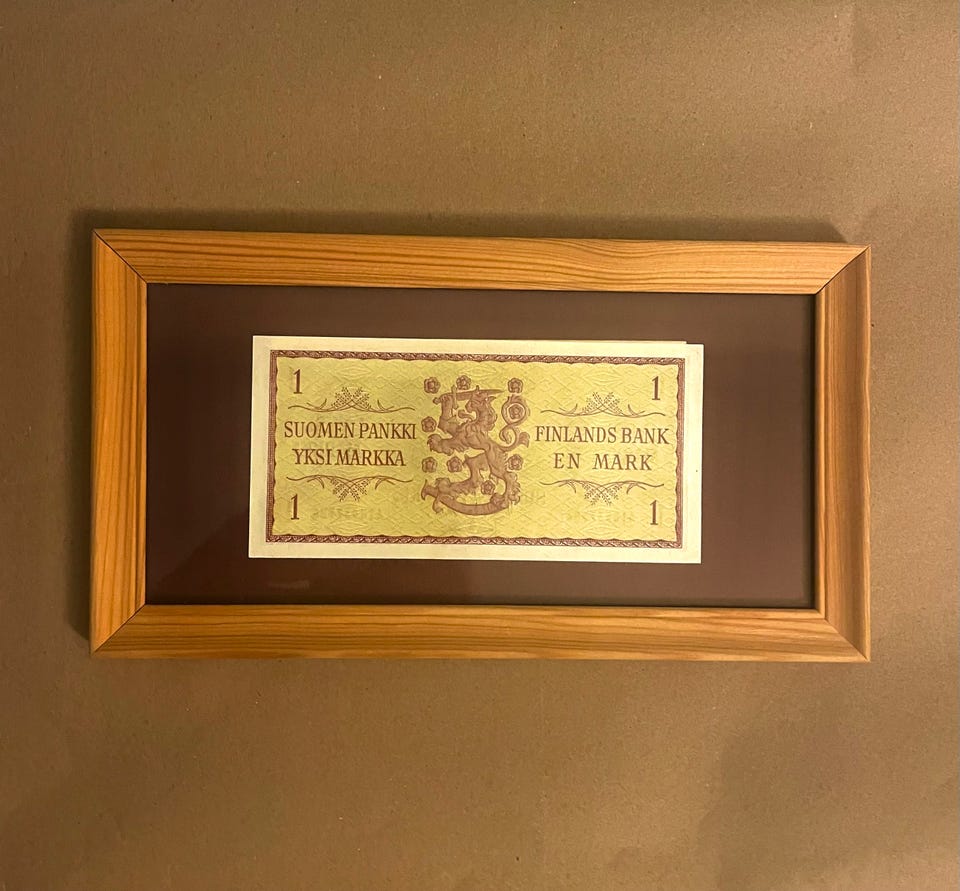 1 1
SUOMEN PANKKI FINLANDS BANK
YKSI MARKKA EN MARK
1 1